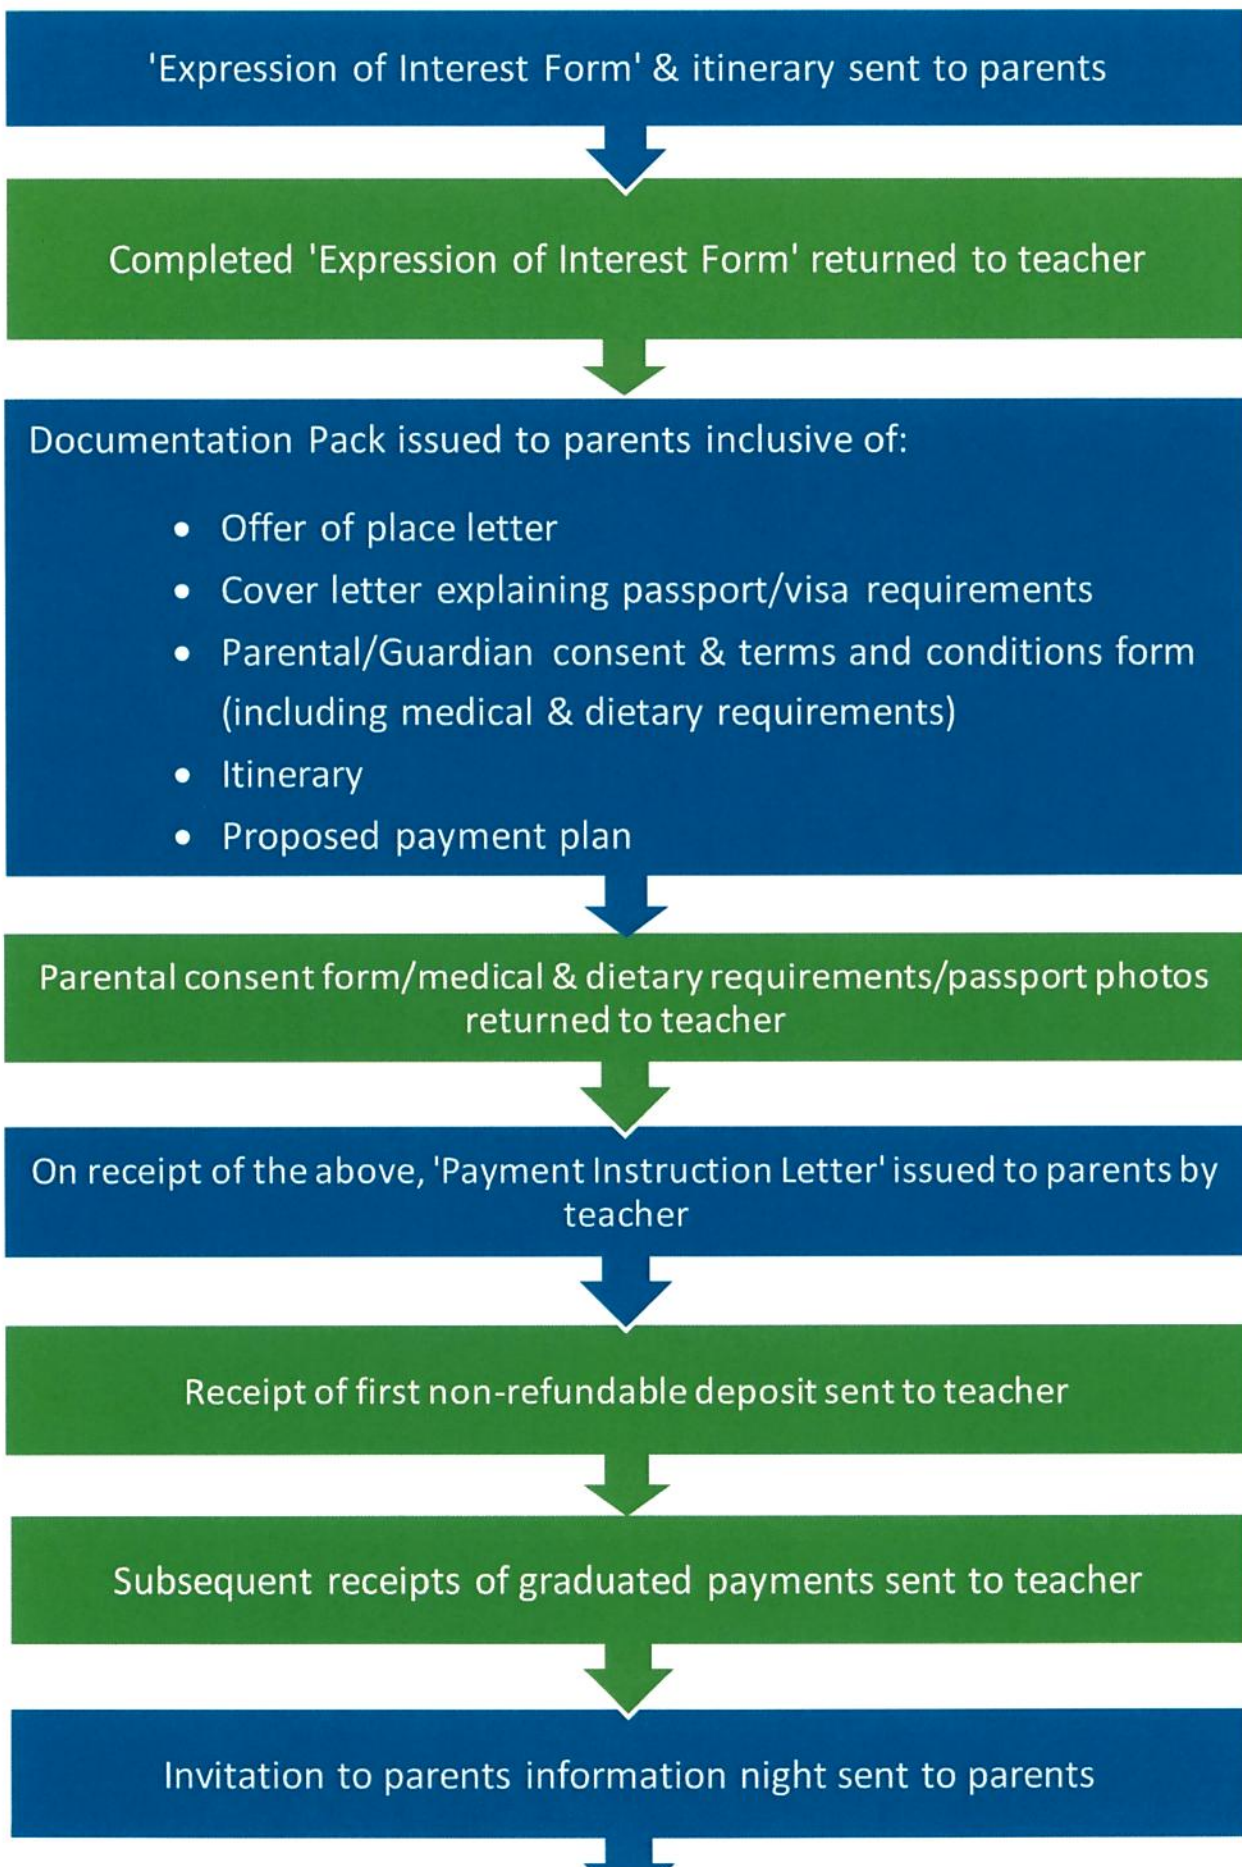 'Expression of Interest Form' & itinerary sent to parents
Completed 'Expression of Interest Form' returned to teacher
Documentation Pack issued to parents inclusive of:
• Offer of place letter
• Cover letter explaining passport/visa requirements
• Parental/Guardian consent & terms and conditions form
(including medical & dietary requirements)
• Itinerary
• Proposed payment plan
Parental consent form/medical & dietary requirements/passport photos
returned to teacher
On receipt of the above, 'Payment Instruction Letter' issued to parents by
teacher
Receipt of first non-refundable deposit sent to teacher
Subsequent receipts of graduated payments sent to teacher
Invitation to parents information night sent to parents